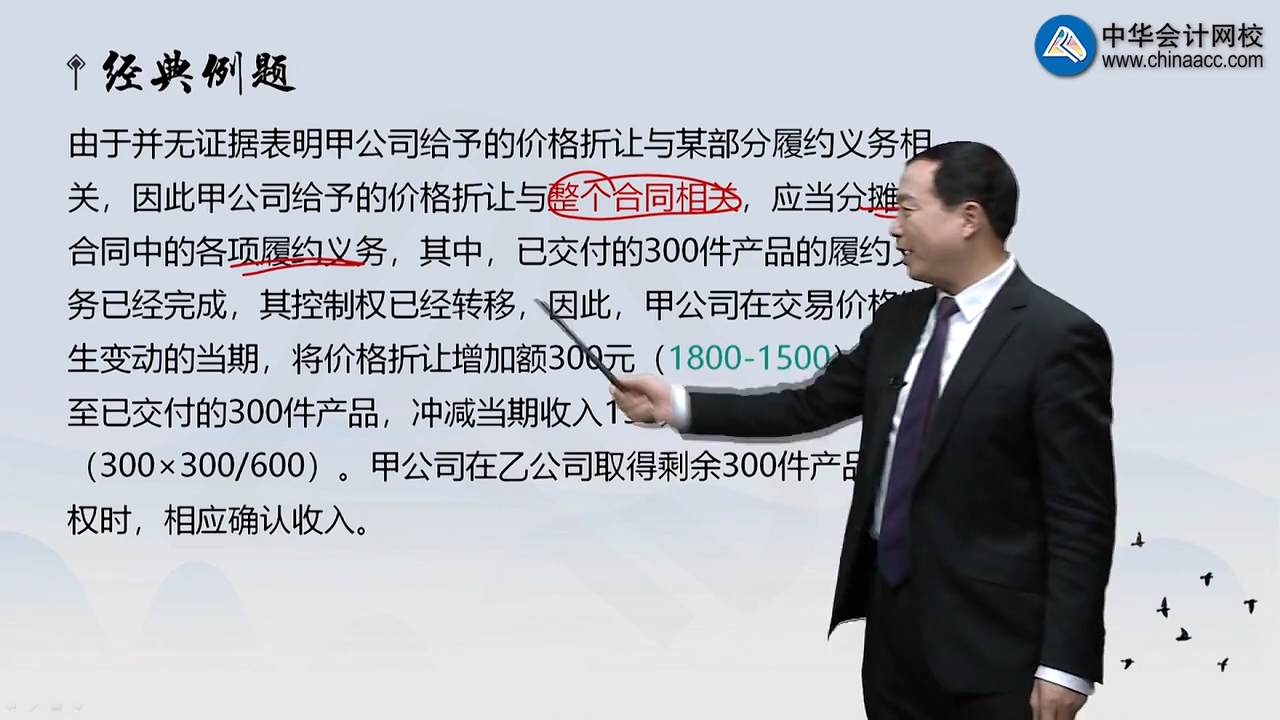 中华会计网校
www.chinaacc.com
经典例题
由于并无证据表明甲公司给予的价格折让与某部分履约义务相
关，因此甲公司给予的价格折让与整个合同相关，应当分摊
合同中的各项履约义务，其中，已交付的300件产品的履约义
务已经完成，其控制权已经转移，因此，甲公司在交易价格
生变动的当期，将价格折让增加额300元（1800-1500）
至已交付的300件产品，冲减当期收入1
（300×300/600）。甲公司在乙公司取得剩余300件产品
权时，相应确认收入。